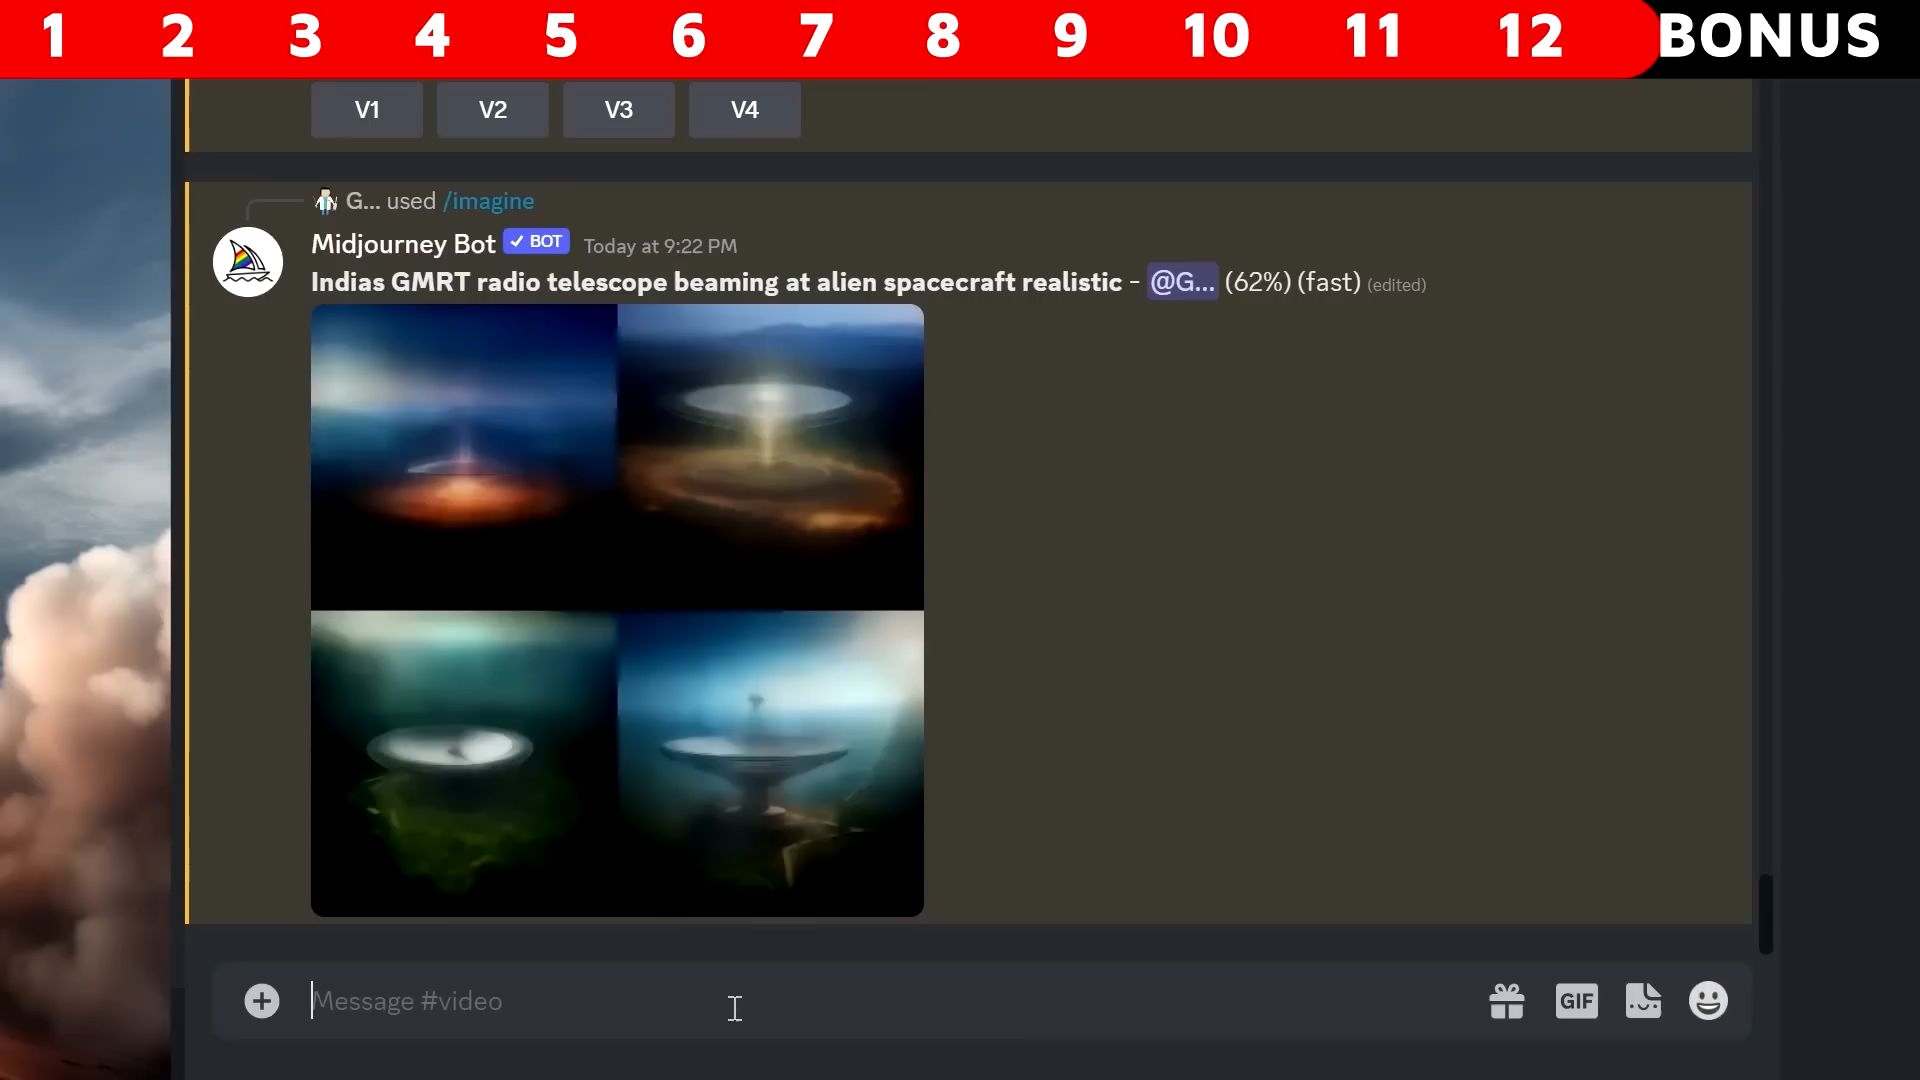 1 2 3 4 5 6 7 8 9 10 11 12 BONUS
V1 V2 V3 V4
G... used /imagine
Midjourney Bot ✓ BOT Today at 9:22 PM
Indias GMRT radio telescope beaming at alien spacecraft realistic - @G... (62%) (fast) (edited)
Message #video
GIF